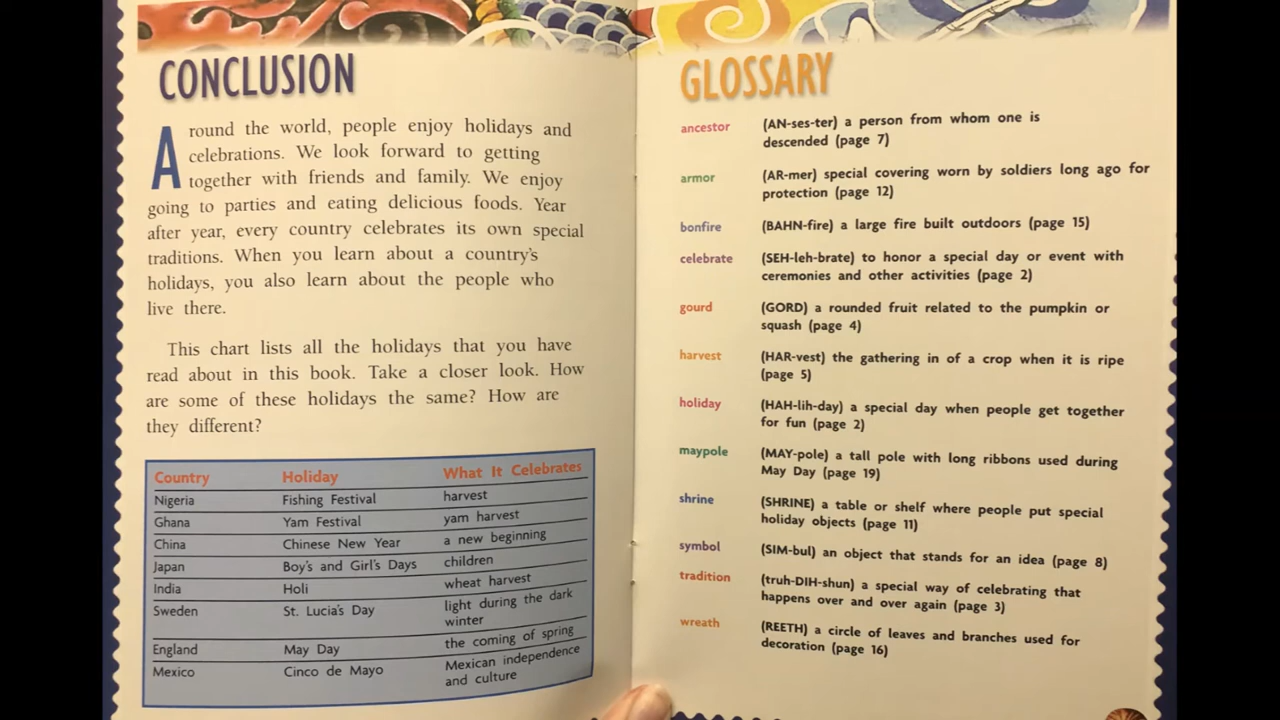 CONCLUSION
Around the world, people enjoy holidays and
celebrations. We look forward to getting
together with friends and family. We enjoy
going to parties and eating delicious foods. Year
after year, every country celebrates its own special
traditions. When you learn about a country's
holidays, you also learn about the people who
live there.
This chart lists all the holidays that you have
read about in this book. Take a closer look. How
are some of these holidays the same? How are
they different?
Country Holiday What It Celebrates
Nigeria Fishing Festival harvest
Ghana Yam Festival yam harvest
China Chinese New Year a new beginning
Japan Boy's and Girl's Days children
India Holi wheat harvest
Sweden St. Lucia's Day light during the dark
winter
England May Day the coming of spring
Mexico Cinco de Mayo Mexican independence
and culture
GLOSSARY
ancestor (AN-ses-ter) a person from whom one is
descended (page 7)
armor (AR-mer) special covering worn by soldiers long ago for
protection (page 12)
bonfire (BAHN-fire) a large fire built outdoors (page 15)
celebrate (SEH-leh-brate) to honor a special day or event with
ceremonies and other activities (page 2)
gourd (GORD) a rounded fruit related to the pumpkin or
squash (page 4)
harvest (HAR-vest) the gathering in of a crop when it is ripe
(page 5)
holiday (HAH-lih-day) a special day when people get together
for fun (page 2)
maypole (MAY-pole) a tall pole with long ribbons used during
May Day (page 19)
shrine (SHRINE) a table or shelf where people put special
holiday objects (page 11)
symbol (SIM-bul) an object that stands for an idea (page 8)
tradition (truh-DIH-shun) a special way of celebrating that
happens over and over again (page 3)
wreath (REETH) a circle of leaves and branches used for
decoration (page 16)